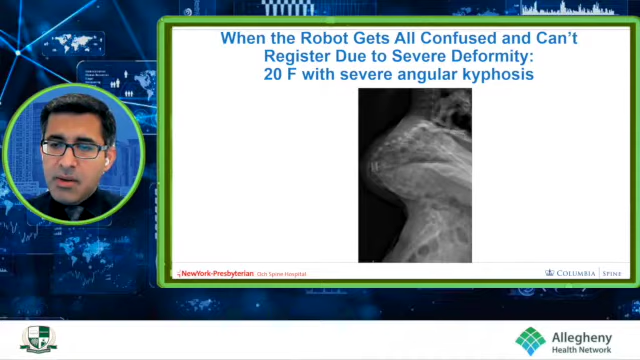 When the Robot Gets All Confused and Can't
Register Due to Severe Deformity:
20 F with severe angular kyphosis
NewYork-Presbyterian Och Spine Hospital
COLUMBIA SPINE
Allegheny
Health Network